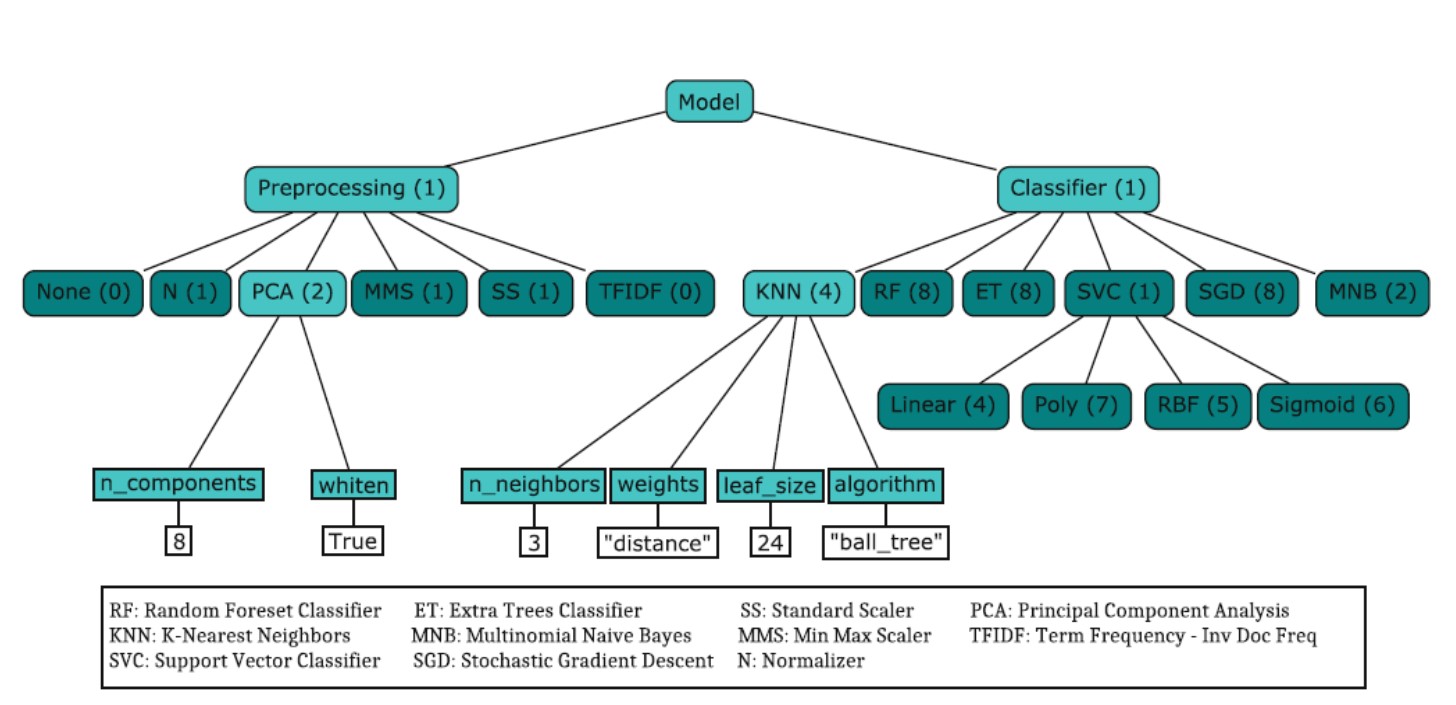 Model
Preprocessing (1) Classifier (1)
None (0) N (1) PCA (2) MMS (1) SS (1) TFIDF (0) KNN (4) RF (8) ET (8) SVC (1) SGD (8) MNB (2)
Linear (4) Poly (7) RBF (5) Sigmoid (6)
n_components whiten n_neighbors weights leaf_size algorithm
8 True 3 "distance" 24 "ball_tree"
RF: Random Foreset Classifier ET: Extra Trees Classifier SS: Standard Scaler PCA: Principal Component Analysis
KNN: K-Nearest Neighbors MNB: Multinomial Naive Bayes MMS: Min Max Scaler TFIDF: Term Frequency - Inv Doc Freq
SVC: Support Vector Classifier SGD: Stochastic Gradient Descent N: Normalizer